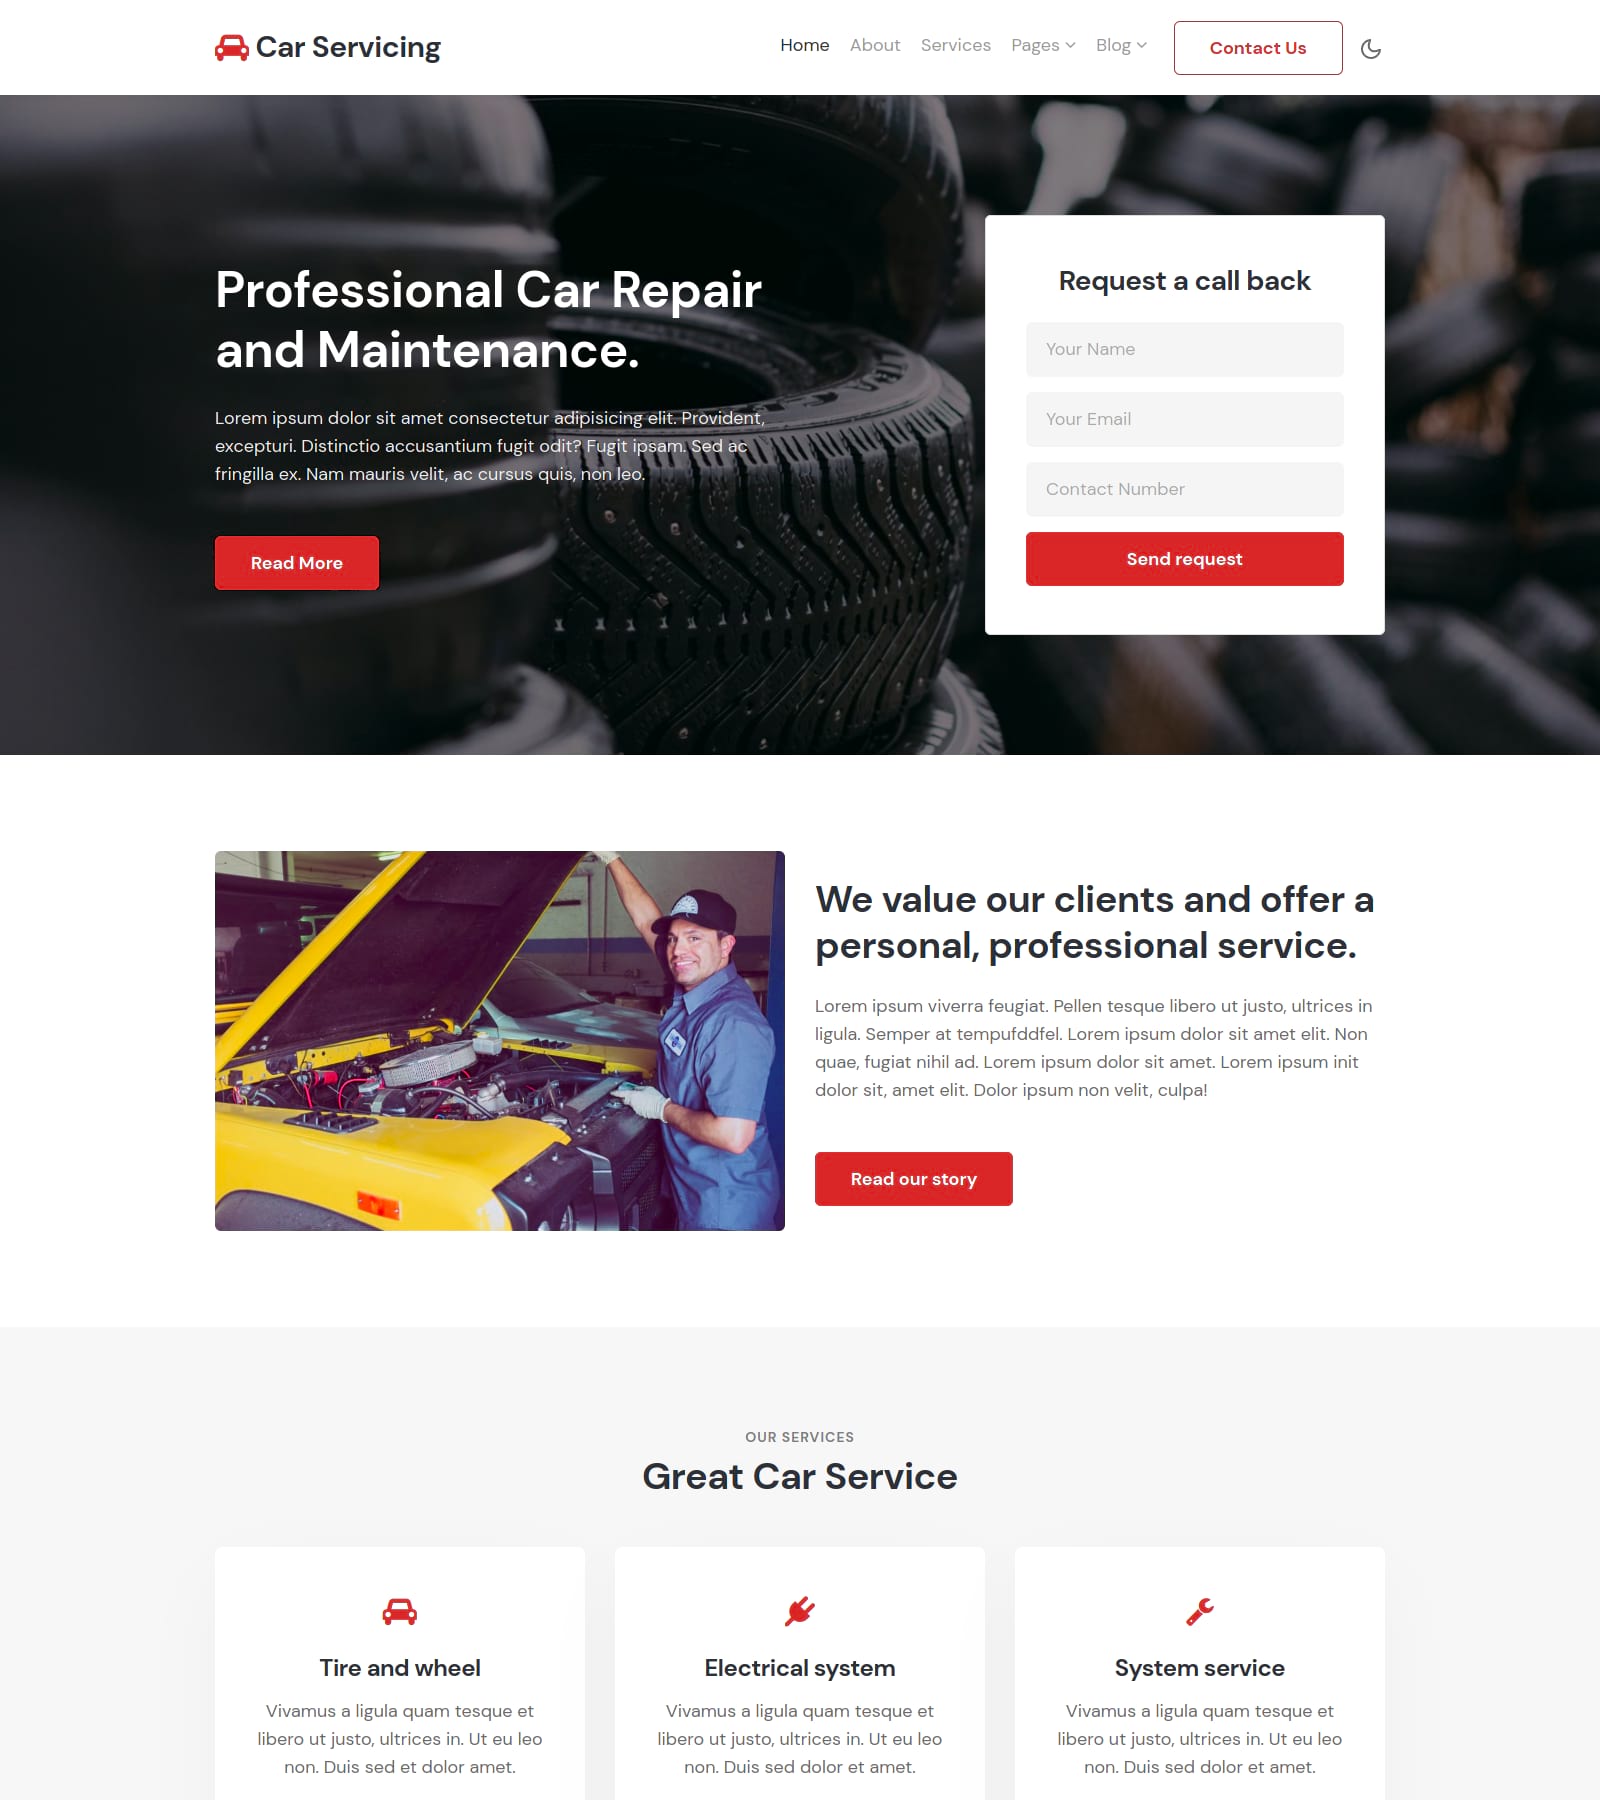 Car Servicing
Home About Services Pages Blog Contact Us
Professional Car Repair
and Maintenance.
Lorem ipsum dolor sit amet consectetur adipisicing elit. Provident,
excepturi. Distinctio accusantium fugit odit? Fugit ipsam. Sed ac
fringilla ex. Nam mauris velit, ac cursus quis, non leo.
Read More
Request a call back
Your Name
Your Email
Contact Number
Send request
We value our clients and offer a
personal, professional service.
Lorem ipsum viverra feugiat. Pellen tesque libero ut justo, ultrices in
ligula. Semper at tempufddfel. Lorem ipsum dolor sit amet elit. Non
quae, fugiat nihil ad. Lorem ipsum dolor sit amet. Lorem ipsum init
dolor sit, amet elit. Dolor ipsum non velit, culpa!
Read our story
OUR SERVICES
Great Car Service
Tire and wheel
Vivamus a ligula quam tesque et
libero ut justo, ultrices in. Ut eu leo
non. Duis sed et dolor amet.
Electrical system
Vivamus a ligula quam tesque et
libero ut justo, ultrices in. Ut eu leo
non. Duis sed dolor et amet.
System service
Vivamus a ligula quam tesque et
libero ut justo, ultrices in. Ut eu leo
non. Duis sed dolor et amet.